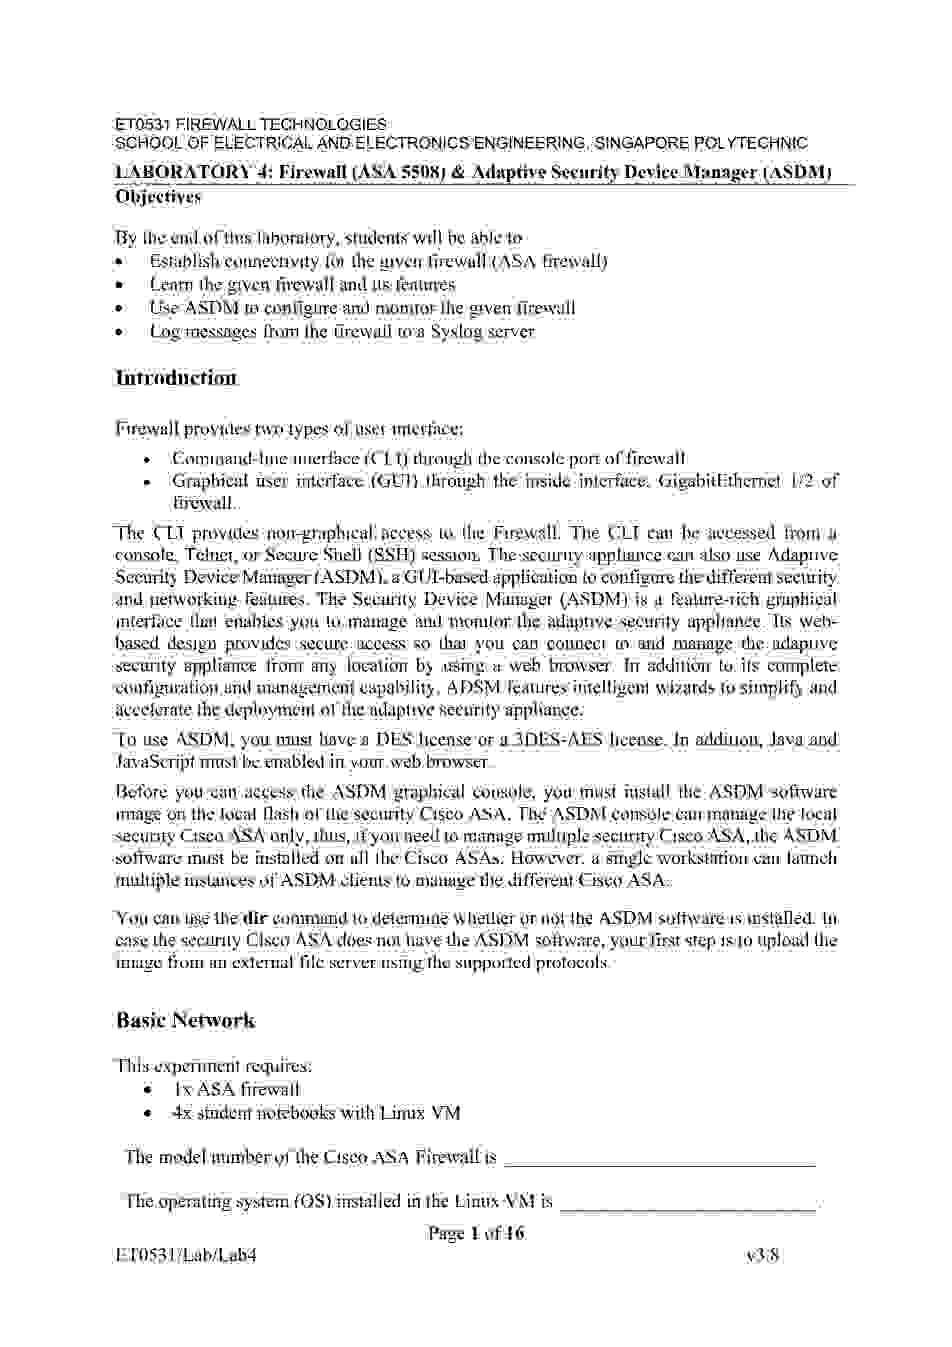 ET0531 FIREWALL TECHNOLOGIES
SCHOOL OF ELECTRICAL AND ELECTRONICS ENGINEERING, SINGAPORE POLYTECHNIC
LABORATORY 4: Firewall (ASA 5508) & Adaptive Security Device Manager (ASDM)
Objectives
By the end of this laboratory, students will be able to
• Establish connectivity for the given firewall (ASA firewall)
• Learn the given firewall and its features
• Use ASDM to configure and monitor the given firewall
• Log messages from the firewall to a Syslog server
Introduction
Firewall provides two types of user interface:
• Command-line interface (CLI) through the console port of firewall
• Graphical user interface (GUI) through the inside interface, GigabitEthernet 1/2 of
firewall.
The CLI provides non-graphical access to the Firewall. The CLI can be accessed from a
console, Telnet, or Secure Shell (SSH) session. The security appliance can also use Adaptive
Security Device Manager (ASDM), a GUI-based application to configure the different security
and networking features. The Security Device Manager (ASDM) is a feature-rich graphical
interface that enables you to manage and monitor the adaptive security appliance. Its web-
based design provides secure access so that you can connect to and manage the adaptive
security appliance from any location by using a web browser. In addition to its complete
configuration and management capability, ADSM features intelligent wizards to simplify and
accelerate the deployment of the adaptive security appliance.
To use ASDM, you must have a DES license or a 3DES-AES license. In addition, Java and
JavaScript must be enabled in your web browser.
Before you can access the ASDM graphical console, you must install the ASDM software
image on the local flash of the security Cisco ASA. The ASDM console can manage the local
security Cisco ASA only, thus, if you need to manage multiple security Cisco ASA, the ASDM
software must be installed on all the Cisco ASAs. However, a single workstation can launch
multiple instances of ASDM clients to manage the different Cisco ASA.
You can use the dir command to determine whether or not the ASDM software is installed. In
case the security Cisco ASA does not have the ASDM software, your first step is to upload the
image from an external file server using the supported protocols.
Basic Network
This experiment requires:
• 1x ASA firewall
• 4x student notebooks with Linux VM
The model number of the Cisco ASA Firewall is ______________________________
The operating system (OS) installed in the Linux VM is _________________________.
Page 1 of 16
ET0531/Lab/Lab4 v3.8